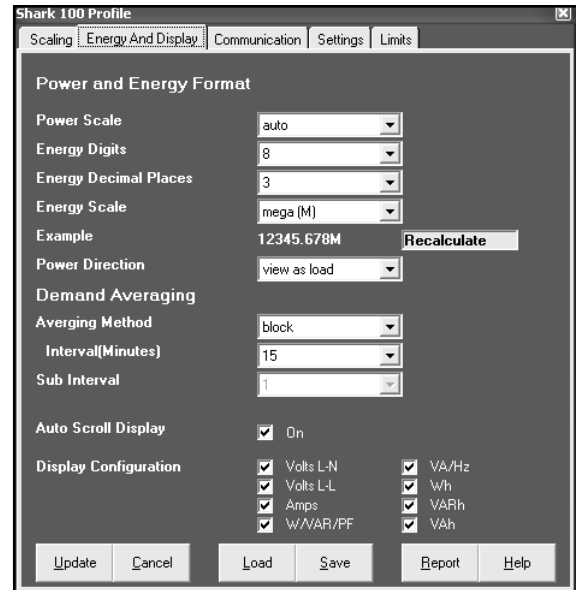 Shark 100 Profile
Scaling Energy And Display Communication Settings Limits
Power and Energy Format
Power Scale auto
Energy Digits 8
Energy Decimal Places 3
Energy Scale mega (M)
Example 12345.678M Recalculate
Power Direction view as load
Demand Averaging
Averging Method block
Interval(Minutes) 15
Sub Interval 1
Auto Scroll Display On
Display Configuration Volts L-N VA/Hz
Volts L-L Wh
Amps VARh
W/VAR/PF VAh
Update Cancel Load Save Report Help